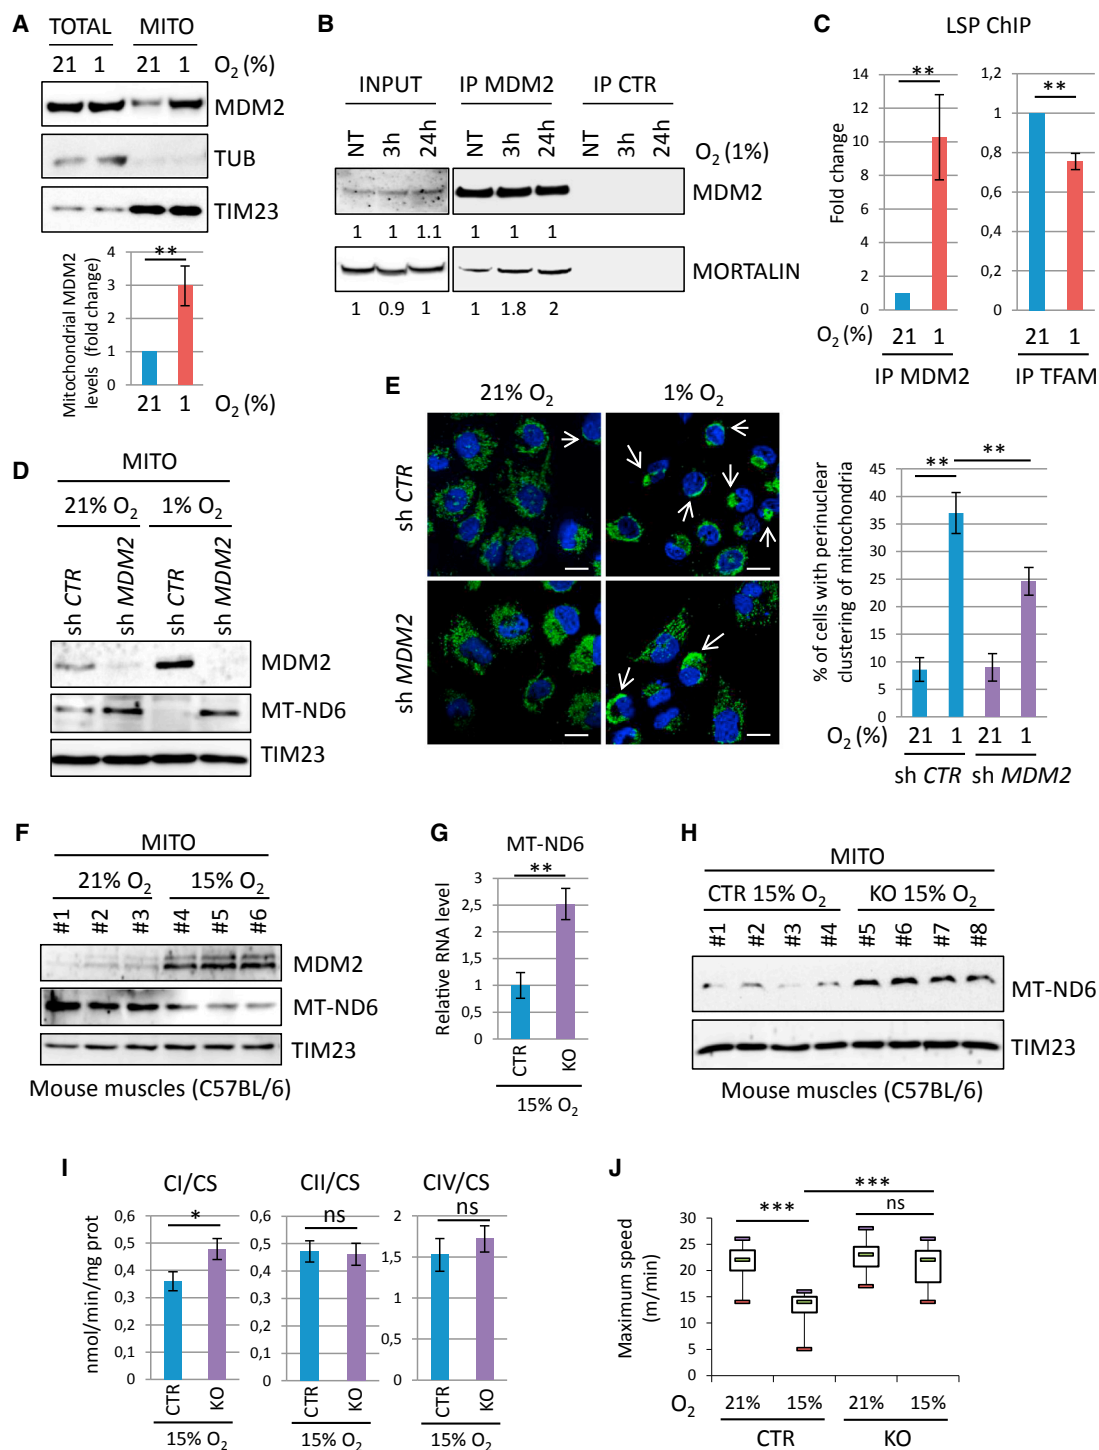 A
TOTAL MITO
21 1 21 1 O2 (%)
MDM2
TUB
TIM23
**
Mitochondrial MDM2
levels (fold change)
4
3
2
1
0
21 1 O2 (%)
B
INPUT IP MDM2 IP CTR
NT 3h 24h NT 3h 24h NT 3h 24h O2 (1%)
MDM2
1 1 1.1 1 1 1
MORTALIN
1 0.9 1 1 1.8 2
C
LSP ChIP
Fold change
14
12
10
8
6
4
2
0
**
1,2
1
0,8
0,6
0,4
0,2
0
**
O2 (%) 21 1 21 1
IP MDM2 IP TFAM
D
MITO
21% O2 1% O2
sh CTR sh MDM2 sh CTR sh MDM2
MDM2
MT-ND6
TIM23
E
21% O2 1% O2
sh CTR
sh MDM2
% of cells with perinuclear
clustering of mitochondria
45
40
35
30
25
20
15
10
5
0
** **
O2 (%) 21 1 21 1
sh CTR sh MDM2
F
MITO
21% O2 15% O2
#1 #2 #3 #4 #5 #6
MDM2
MT-ND6
TIM23
Mouse muscles (C57BL/6)
G
MT-ND6
**
Relative RNA level
3
2,5
2
1,5
1
0,5
0
CTR KO
15% O2
H
MITO
CTR 15% O2 KO 15% O2
#1 #2 #3 #4 #5 #6 #7 #8
MT-ND6
TIM23
Mouse muscles (C57BL/6)
I
nmol/min/mg prot
CI/CS
0,6
0,5
0,4
0,3
0,2
0,1
0
*
CTR KO
15% O2
CII/CS
0,6
0,5
0,4
0,3
0,2
0,1
0
ns
CTR KO
15% O2
CIV/CS
2
1,5
1
0,5
0
ns
CTR KO
15% O2
J
Maximum speed
(m/min)
30
25
20
15
10
5
0
***
***
ns
O2 21% 15% 21% 15%
CTR KO